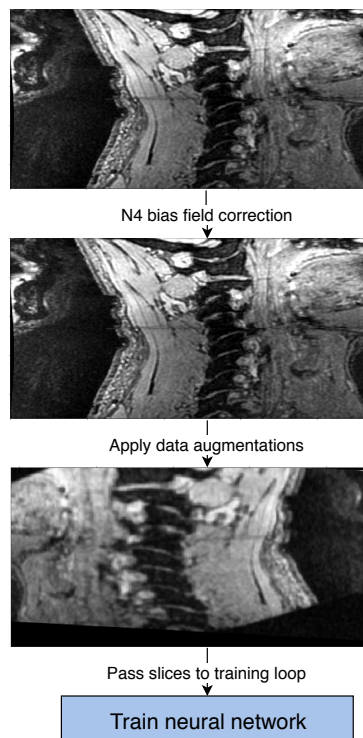 N4 bias field correction
Apply data augmentations
Pass slices to training loop
Train neural network